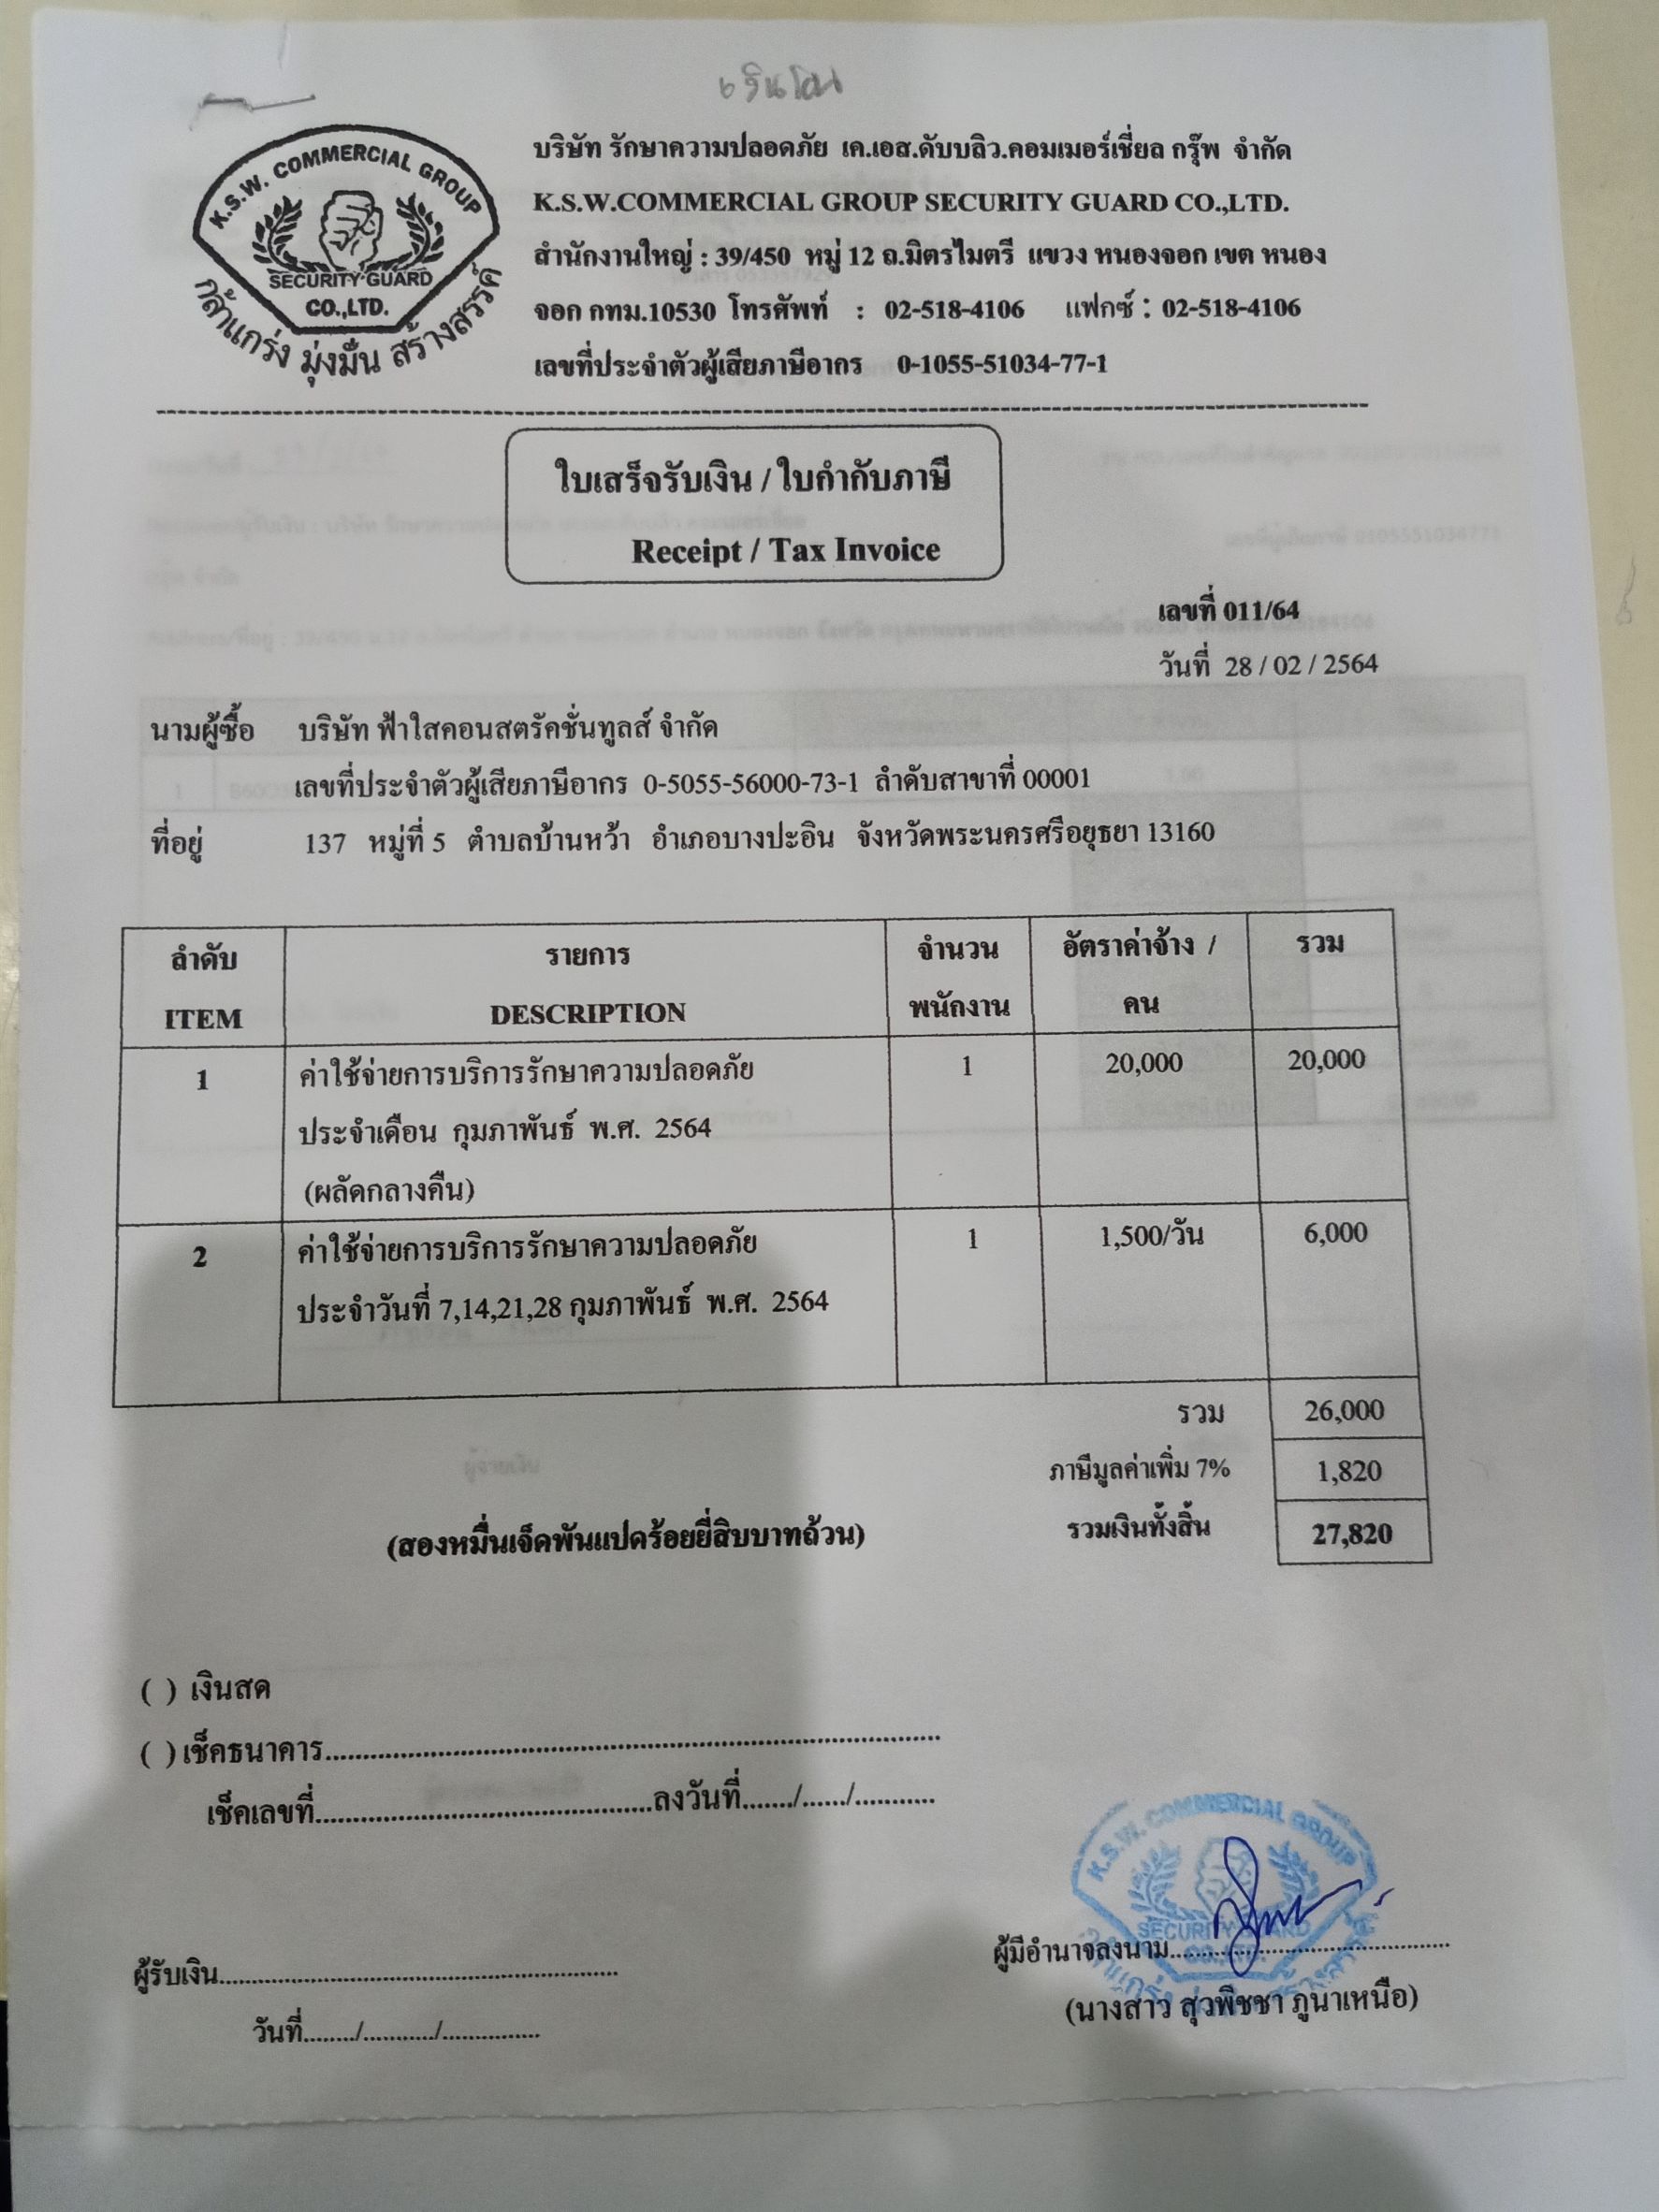 K.S.W. COMMERCIAL GROUP
SECURITY GUARD
CO.,LTD.
กล้าแกร่ง มุ่งมั่น สร้างสรรค์
บริษัท รักษาความปลอดภัย เค.เอส.ดับบลิว.คอมเมอร์เชี่ยล กรุ๊พ จำกัด
K.S.W.COMMERCIAL GROUP SECURITY GUARD CO.,LTD.
สำนักงานใหญ่ : 39/450 หมู่ 12 ถ.มิตรไมตรี แขวง หนองจอก เขต หนอง
จอก กทม.10530 โทรศัพท์ : 02-518-4106 แฟกซ์ : 02-518-4106
เลขที่ประจำตัวผู้เสียภาษีอากร 0-1055-51034-77-1
ใบเสร็จรับเงิน / ใบกำกับภาษี
Receipt / Tax Invoice
เลขที่ 011/64
วันที่ 28 / 02 / 2564
นามผู้ซื้อ บริษัท ฟ้าใสคอนสตรัคชั่นทูลส์ จำกัด
เลขที่ประจำตัวผู้เสียภาษีอากร 0-5055-56000-73-1 ลำดับสาขาที่ 00001
ที่อยู่ 137 หมู่ที่ 5 ตำบลบ้านหว้า อำเภอบางปะอิน จังหวัดพระนครศรีอยุธยา 13160
ลำดับ รายการ จำนวน อัตราค่าจ้าง / รวม
ITEM DESCRIPTION พนักงาน คน
1 ค่าใช้จ่ายการบริการรักษาความปลอดภัย 1 20,000 20,000
ประจำเดือน กุมภาพันธ์ พ.ศ. 2564
(ผลัดกลางคืน)
2 ค่าใช้จ่ายการบริการรักษาความปลอดภัย 1 1,500/วัน 6,000
ประจำวันที่ 7,14,21,28 กุมภาพันธ์ พ.ศ. 2564
รวม 26,000
ภาษีมูลค่าเพิ่ม 7% 1,820
(สองหมื่นเจ็ดพันแปดร้อยยี่สิบบาทถ้วน) รวมเงินทั้งสิ้น 27,820
( ) เงินสด
( ) เช็คธนาคาร....................
เช็คเลขที่....................ลงวันที่......./....../...........
K.S.W. COMMERCIAL GROUP
SECURITY GUARD
CO.,LTD.
ผู้รับเงิน.................... ผู้มีอำนาจลงนาม....................
วันที่......../.........../............... (นางสาว สุวพิชชา ภูนาเหนือ)